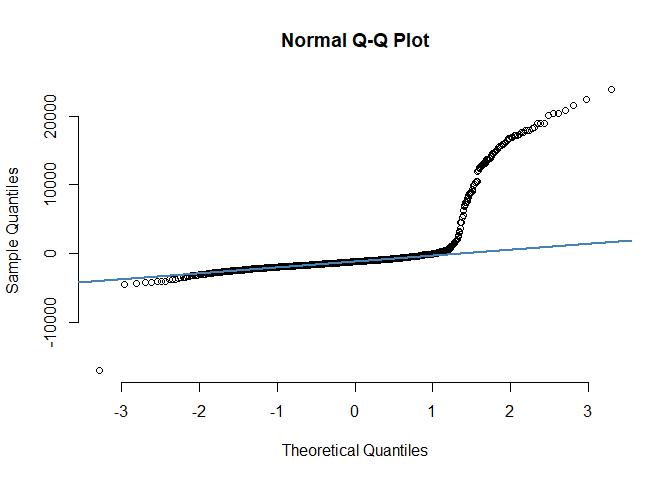 Normal Q-Q Plot
Sample Quantiles
20000
10000
0
-10000
-3 -2 -1 0 1 2 3
Theoretical Quantiles